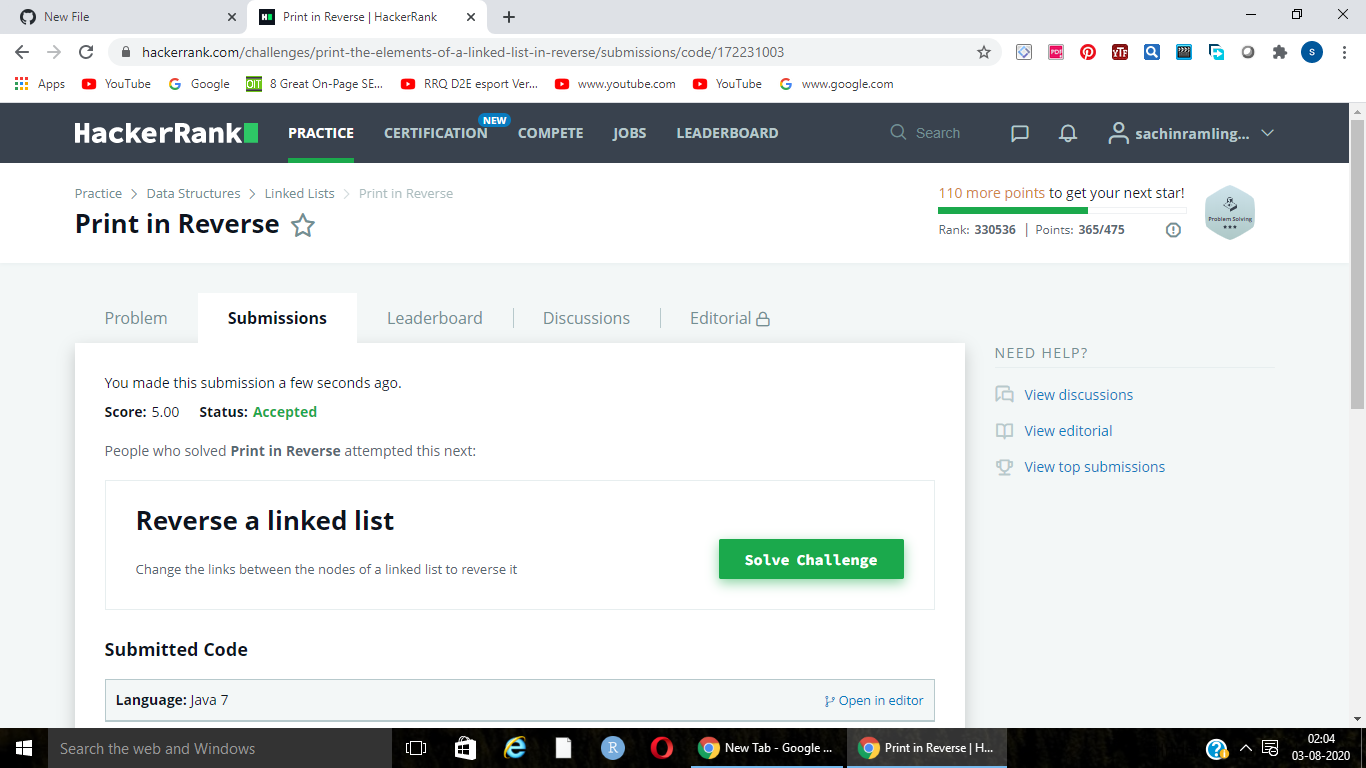 New File
Print in Reverse | HackerRank
hackerrank.com/challenges/print-the-elements-of-a-linked-list-in-reverse/submissions/code/172231003
PDF
YTF
S
Apps YouTube Google OIT 8 Great On-Page SE... RRQ D2E esport Ver... www.youtube.com YouTube www.google.com
HackerRank PRACTICE CERTIFICATION NEW COMPETE JOBS LEADERBOARD Search sachinramling...
Practice > Data Structures > Linked Lists > Print in Reverse
Print in Reverse
110 more points to get your next star!
Rank: 330536 | Points: 365/475
Problem Solving
Problem Submissions Leaderboard Discussions Editorial
You made this submission a few seconds ago.
Score: 5.00 Status: Accepted
People who solved Print in Reverse attempted this next:
Reverse a linked list
Change the links between the nodes of a linked list to reverse it
Solve Challenge
Submitted Code
Language: Java 7 Open in editor
NEED HELP?
View discussions
View editorial
View top submissions
Search the web and Windows
R
New Tab - Google ...
Print in Reverse | H...
02:04
03-08-2020